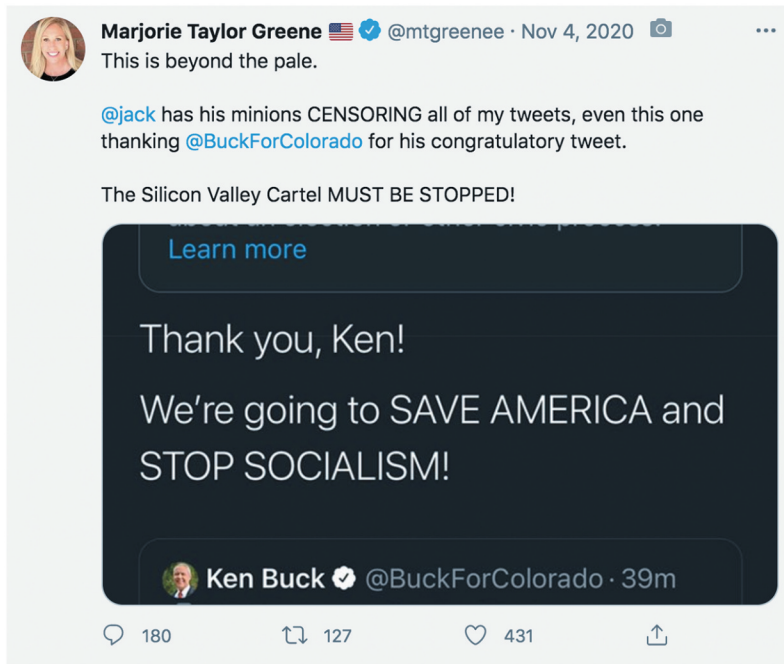 Marjorie Taylor Greene 🇺🇸 @mtgreenee · Nov 4, 2020
This is beyond the pale.
@jack has his minions CENSORING all of my tweets, even this one
thanking @BuckForColorado for his congratulatory tweet.
The Silicon Valley Cartel MUST BE STOPPED!
Learn more
Thank you, Ken!
We're going to SAVE AMERICA and
STOP SOCIALISM!
Ken Buck @BuckForColorado · 39m
180 127 431